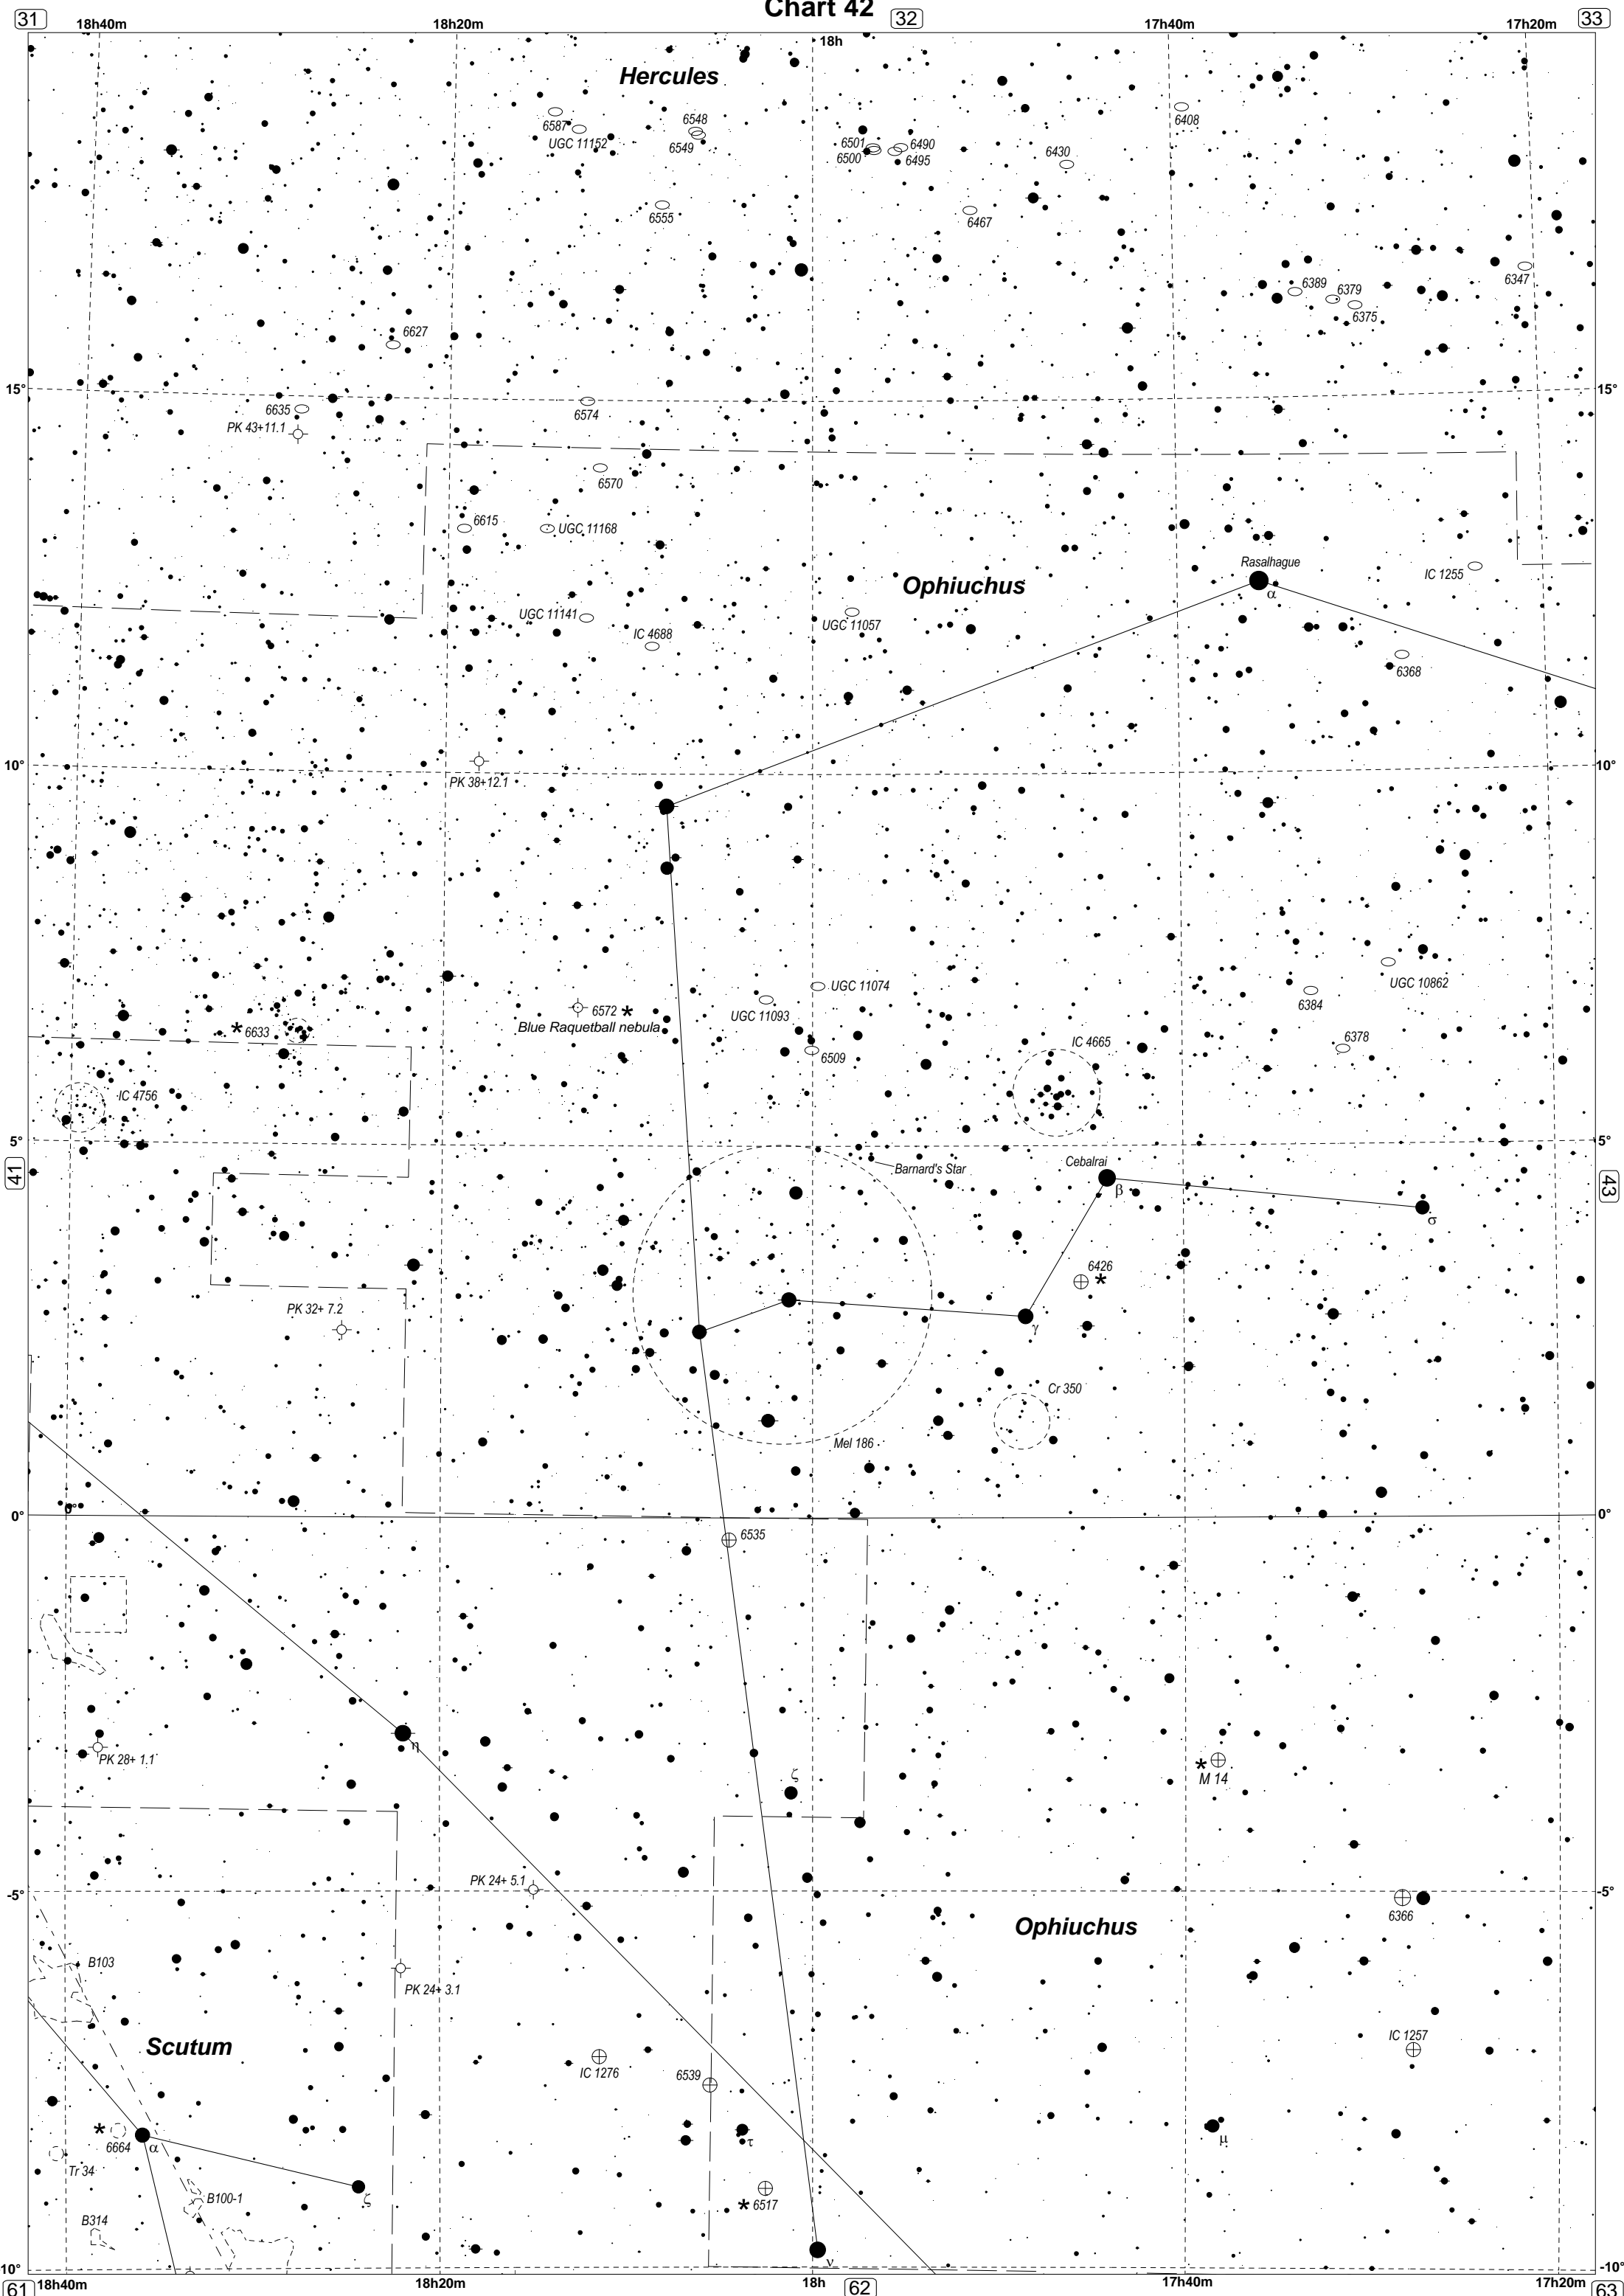 Chart 42
31
18h40m
18h20m
18h
32
17h40m
17h20m
33
Hercules
6587
UGC 11152
6548
6549
6501
6500
6490
6495
6430
6408
6555
6467
6389
6379
6375
6347
6627
15°
15°
6635
PK 43+11.1
6574
6570
6615
UGC 11168
Rasalhague
α
IC 1255
Ophiuchus
UGC 11141
IC 4688
UGC 11057
6368
10°
10°
PK 38+12.1
UGC 11074
UGC 11093
UGC 10862
6384
* 6633
6572 *
Blue Raquetball nebula
6509
IC 4665
6378
IC 4756
5°
5°
41
Barnard's Star
Cebalrai
β
43
σ
6426
*
PK 32+ 7.2
γ
Cr 350
Mel 186
0°
0°
0°
6535
η
PK 28+ 1.1
ζ
*
M 14
PK 24+ 5.1
-5°
-5°
6366
Ophiuchus
B103
PK 24+ 3.1
Scutum
IC 1276
6539
IC 1257
*
6664
α
τ
μ
Tr 34
ζ
B100-1
* 6517
B314
ν
10°
-10°
61
18h40m
18h20m
18h
62
17h40m
17h20m
63